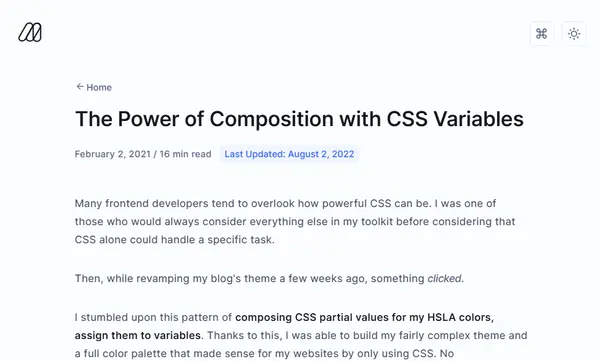 ← Home
The Power of Composition with CSS Variables
February 2, 2021 / 16 min read Last Updated: August 2, 2022
Many frontend developers tend to overlook how powerful CSS can be. I was one of
those who would always consider everything else in my toolkit before considering that
CSS alone could handle a specific task.
Then, while revamping my blog's theme a few weeks ago, something clicked.
I stumbled upon this pattern of composing CSS partial values for my HSLA colors,
assign them to variables. Thanks to this, I was able to build my fairly complex theme and
a full color palette that made sense for my websites by only using CSS. No